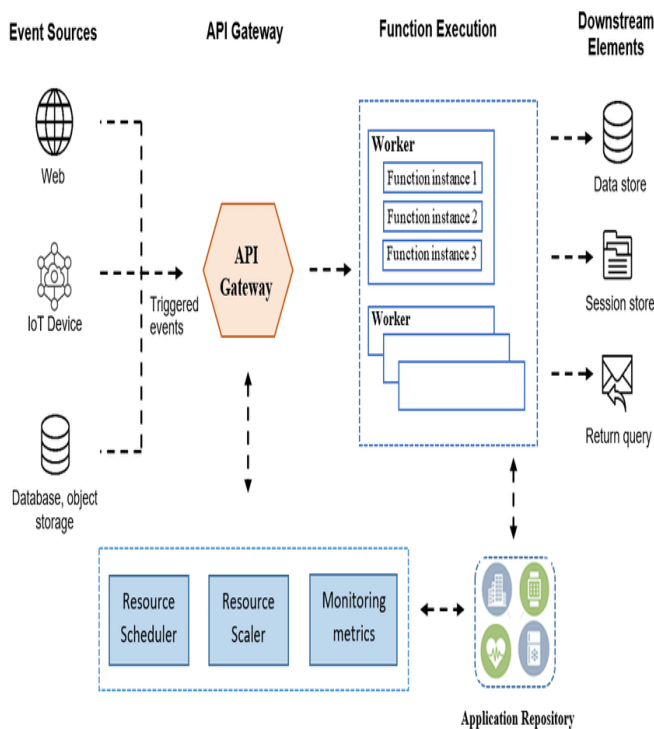 Event Sources
API Gateway
Function Execution
Downstream
Elements
Web
IoT Device
Database, object
storage
Triggered
events
API
Gateway
Worker
Function instance 1
Function instance 2
Function instance 3
Worker
Data store
Session store
Return query
Resource
Scheduler
Resource
Scaler
Monitoring
metrics
Application Repository